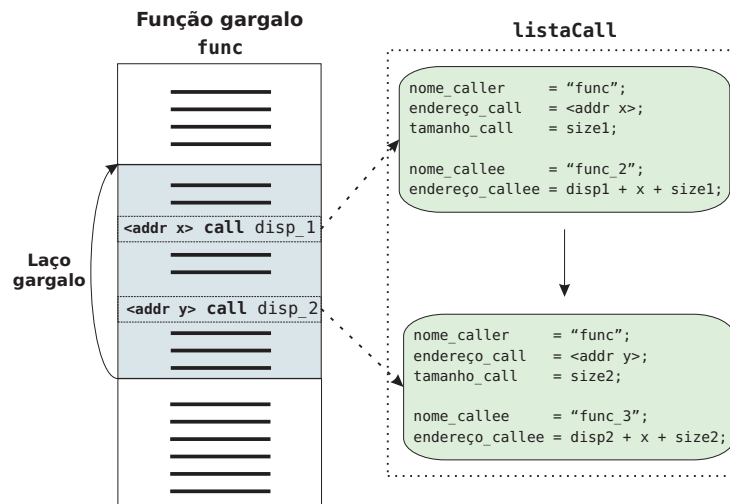 Função gargalo
func
<addr x> call disp_1
<addr y> call disp_2
Laço
gargalo
listaCall
nome_caller = “func”;
endereço_call = <addr x>;
tamanho_call = size1;
nome_callee = “func_2”;
endereço_callee = disp1 + x + size1;
nome_caller = “func”;
endereço_call = <addr y>;
tamanho_call = size2;
nome_callee = “func_3”;
endereço_callee = disp2 + x + size2;